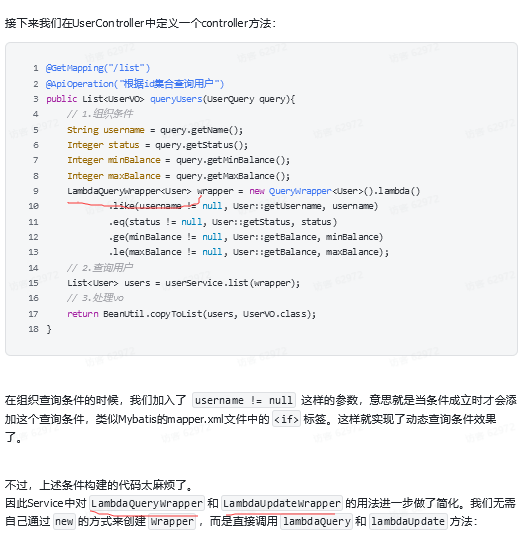 接下来我们在UserController中定义一个controller方法：
1 @GetMapping("/list")
2 @ApiOperation("根据id集合查询用户")
3 public List<UserVO> queryUsers(UserQuery query){
4 // 1.组织条件
5 String username = query.getName();
6 Integer status = query.getStatus();
7 Integer minBalance = query.getMinBalance();
8 Integer maxBalance = query.getMaxBalance();
9 LambdaQueryWrapper<User> wrapper = new QueryWrapper<User>().lambda()
10 .like(username != null, User::getUsername, username)
11 .eq(status != null, User::getStatus, status)
12 .ge(minBalance != null, User::getBalance, minBalance)
13 .le(maxBalance != null, User::getBalance, maxBalance);
14 // 2.查询用户
15 List<User> users = userService.list(wrapper);
16 // 3.处理vo
17 return BeanUtil.copyToList(users, UserVO.class);
18 }
在组织查询条件的时候，我们加入了 username != null 这样的参数，意思就是当条件成立时才会添
加这个查询条件，类似Mybatis的mapper.xml文件中的 <if> 标签。这样就实现了动态查询条件效果
了。
不过，上述条件构建的代码太麻烦了。
因此Service中对 LambdaQueryWrapper 和 LambdaUpdateWrapper 的用法进一步做了简化。我们无需
自己通过 new 的方式来创建 Wrapper ，而是直接调用 lambdaQuery 和 lambdaUpdate 方法：